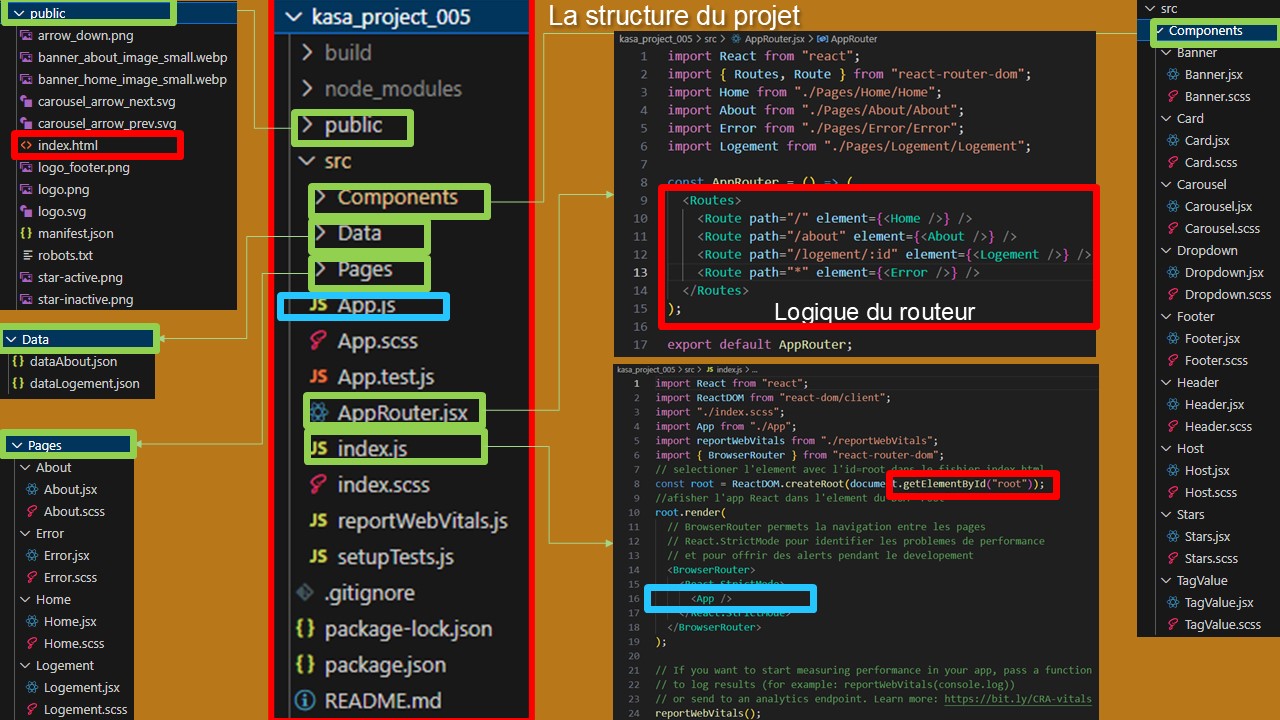 La structure du projet
public
arrow_down.png
banner_about_image_small.webp
banner_home_image_small.webp
carousel_arrow_next.svg
carousel_arrow_prev.svg
index.html
logo_footer.png
logo.png
logo.svg
manifest.json
robots.txt
star-active.png
star-inactive.png
Data
dataAbout.json
dataLogement.json
Pages
About
About.jsx
About.scss
Error
Error.jsx
Error.scss
Home
Home.jsx
Home.scss
Logement
Logement.jsx
Logement.scss
kasa_project_005
build
node_modules
public
src
Components
Data
Pages
JS App.js
App.scss
JS App.test.js
AppRouter.jsx
JS index.js
index.scss
JS reportWebVitals.js
JS setupTests.js
.gitignore
{} package-lock.json
{} package.json
README.md
kasa_project_005 > src > AppRouter.jsx > AppRouter
1 import React from "react";
2 import { Routes, Route } from "react-router-dom";
3 import Home from "./Pages/Home/Home";
4 import About from "./Pages/About/About";
5 import Error from "./Pages/Error/Error";
6 import Logement from "./Pages/Logement/Logement";
7
8 const AppRouter = () => (
9 <Routes>
10 <Route path="/" element={<Home />} />
11 <Route path="/about" element={<About />} />
12 <Route path="/logement/:id" element={<Logement />} />
13 <Route path="*" element={<Error />} />
14 </Routes>
15 );
Logique du routeur
16
17 export default AppRouter;
kasa_project_005 > src > JS index.js > ...
1 import React from "react";
2 import ReactDOM from "react-dom/client";
3 import "./index.scss";
4 import App from "./App";
5 import reportWebVitals from "./reportWebVitals";
6 import { BrowserRouter } from "react-router-dom";
7 // selectioner l'element avec l'id=root dans le fishier index.html
8 const root = ReactDOM.createRoot(document.getElementById("root"));
9 //afisher l'app React dans l'element du
10 root.render(
11 // BrowserRouter permets la navigation entre les pages
12 // React.StrictMode pour identifier les problemes de performance
13 // et pour offrir des alerts pendant le developement
14 <BrowserRouter>
15 <React.StrictMode>
16 <App />
17 </React.StrictMode>
18 </BrowserRouter>
19 );
20
21 // If you want to start measuring performance in your app, pass a function
22 // to log results (for example: reportWebVitals(console.log))
23 // or send to an analytics endpoint. Learn more: https://bit.ly/CRA-vitals
24 reportWebVitals();
src
Components
Banner
Banner.jsx
Banner.scss
Card
Card.jsx
Card.scss
Carousel
Carousel.jsx
Carousel.scss
Dropdown
Dropdown.jsx
Dropdown.scss
Footer
Footer.jsx
Footer.scss
Header
Header.jsx
Header.scss
Host
Host.jsx
Host.scss
Stars
Stars.jsx
Stars.scss
TagValue
TagValue.jsx
TagValue.scss